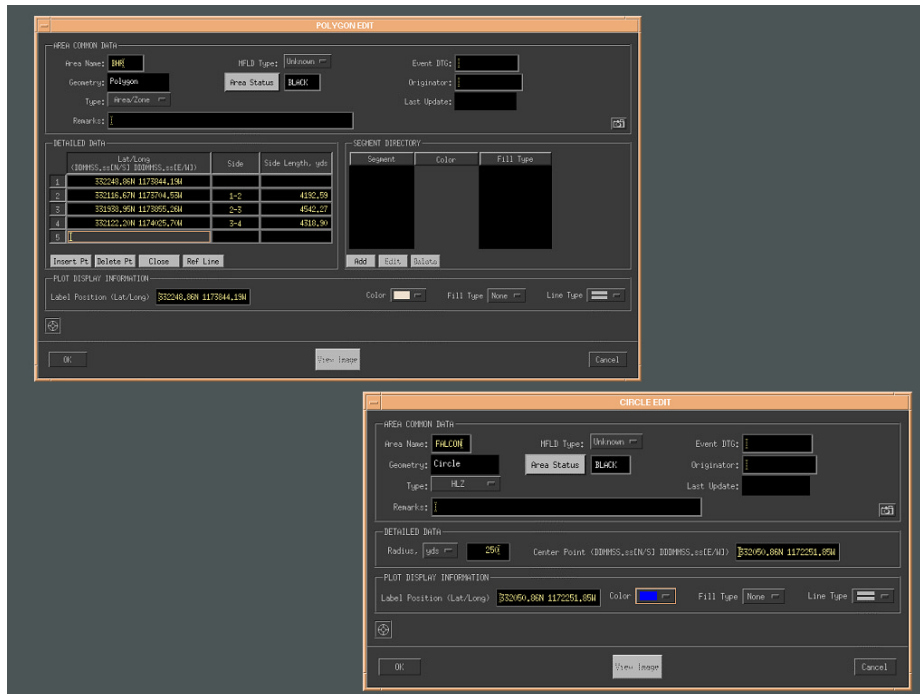 POLYGON EDIT
AREA COMMON DATA
Area Name: BHR MFLD Type: Unknown Event DTG:
Geometry: Polygon Area Status BLACK Originator:
Type: Area/Zone Last Update:
Remarks:
DETAILED DATA SEGMENT DIRECTORY
Lat/Long Side Side Length, yds Segment Color Fill Type
(DDMMSS.ss[N/S] DDDMMSS.ss[E/W])
1 332248.86N 1173844.19W
2 332116.67N 1173704.53W 1-2 4192.59
3 331938.95N 1173855.26W 2-3 4542.27
4 332122.20N 1174025.70W 3-4 4318.90
5
Insert Pt Delete Pt Close Ref Line Add Edit Delete
PLOT DISPLAY INFORMATION
Label Position (Lat/Long) 332248.86N 1173844.19W Color Fill Type None Line Type
OK View Image Cancel
CIRCLE EDIT
AREA COMMON DATA
Area Name: FALCON MFLD Type: Unknown Event DTG:
Geometry: Circle Area Status BLACK Originator:
Type: HLZ Last Update:
Remarks:
DETAILED DATA
Radius, yds 250 Center Point (DDMMSS.ss[N/S] DDDMMSS.ss[E/W]) 332050.86N 1172251.85W
PLOT DISPLAY INFORMATION
Label Position (Lat/Long) 332050.86N 1172251.85W Color Fill Type None Line Type
OK View Image Cancel